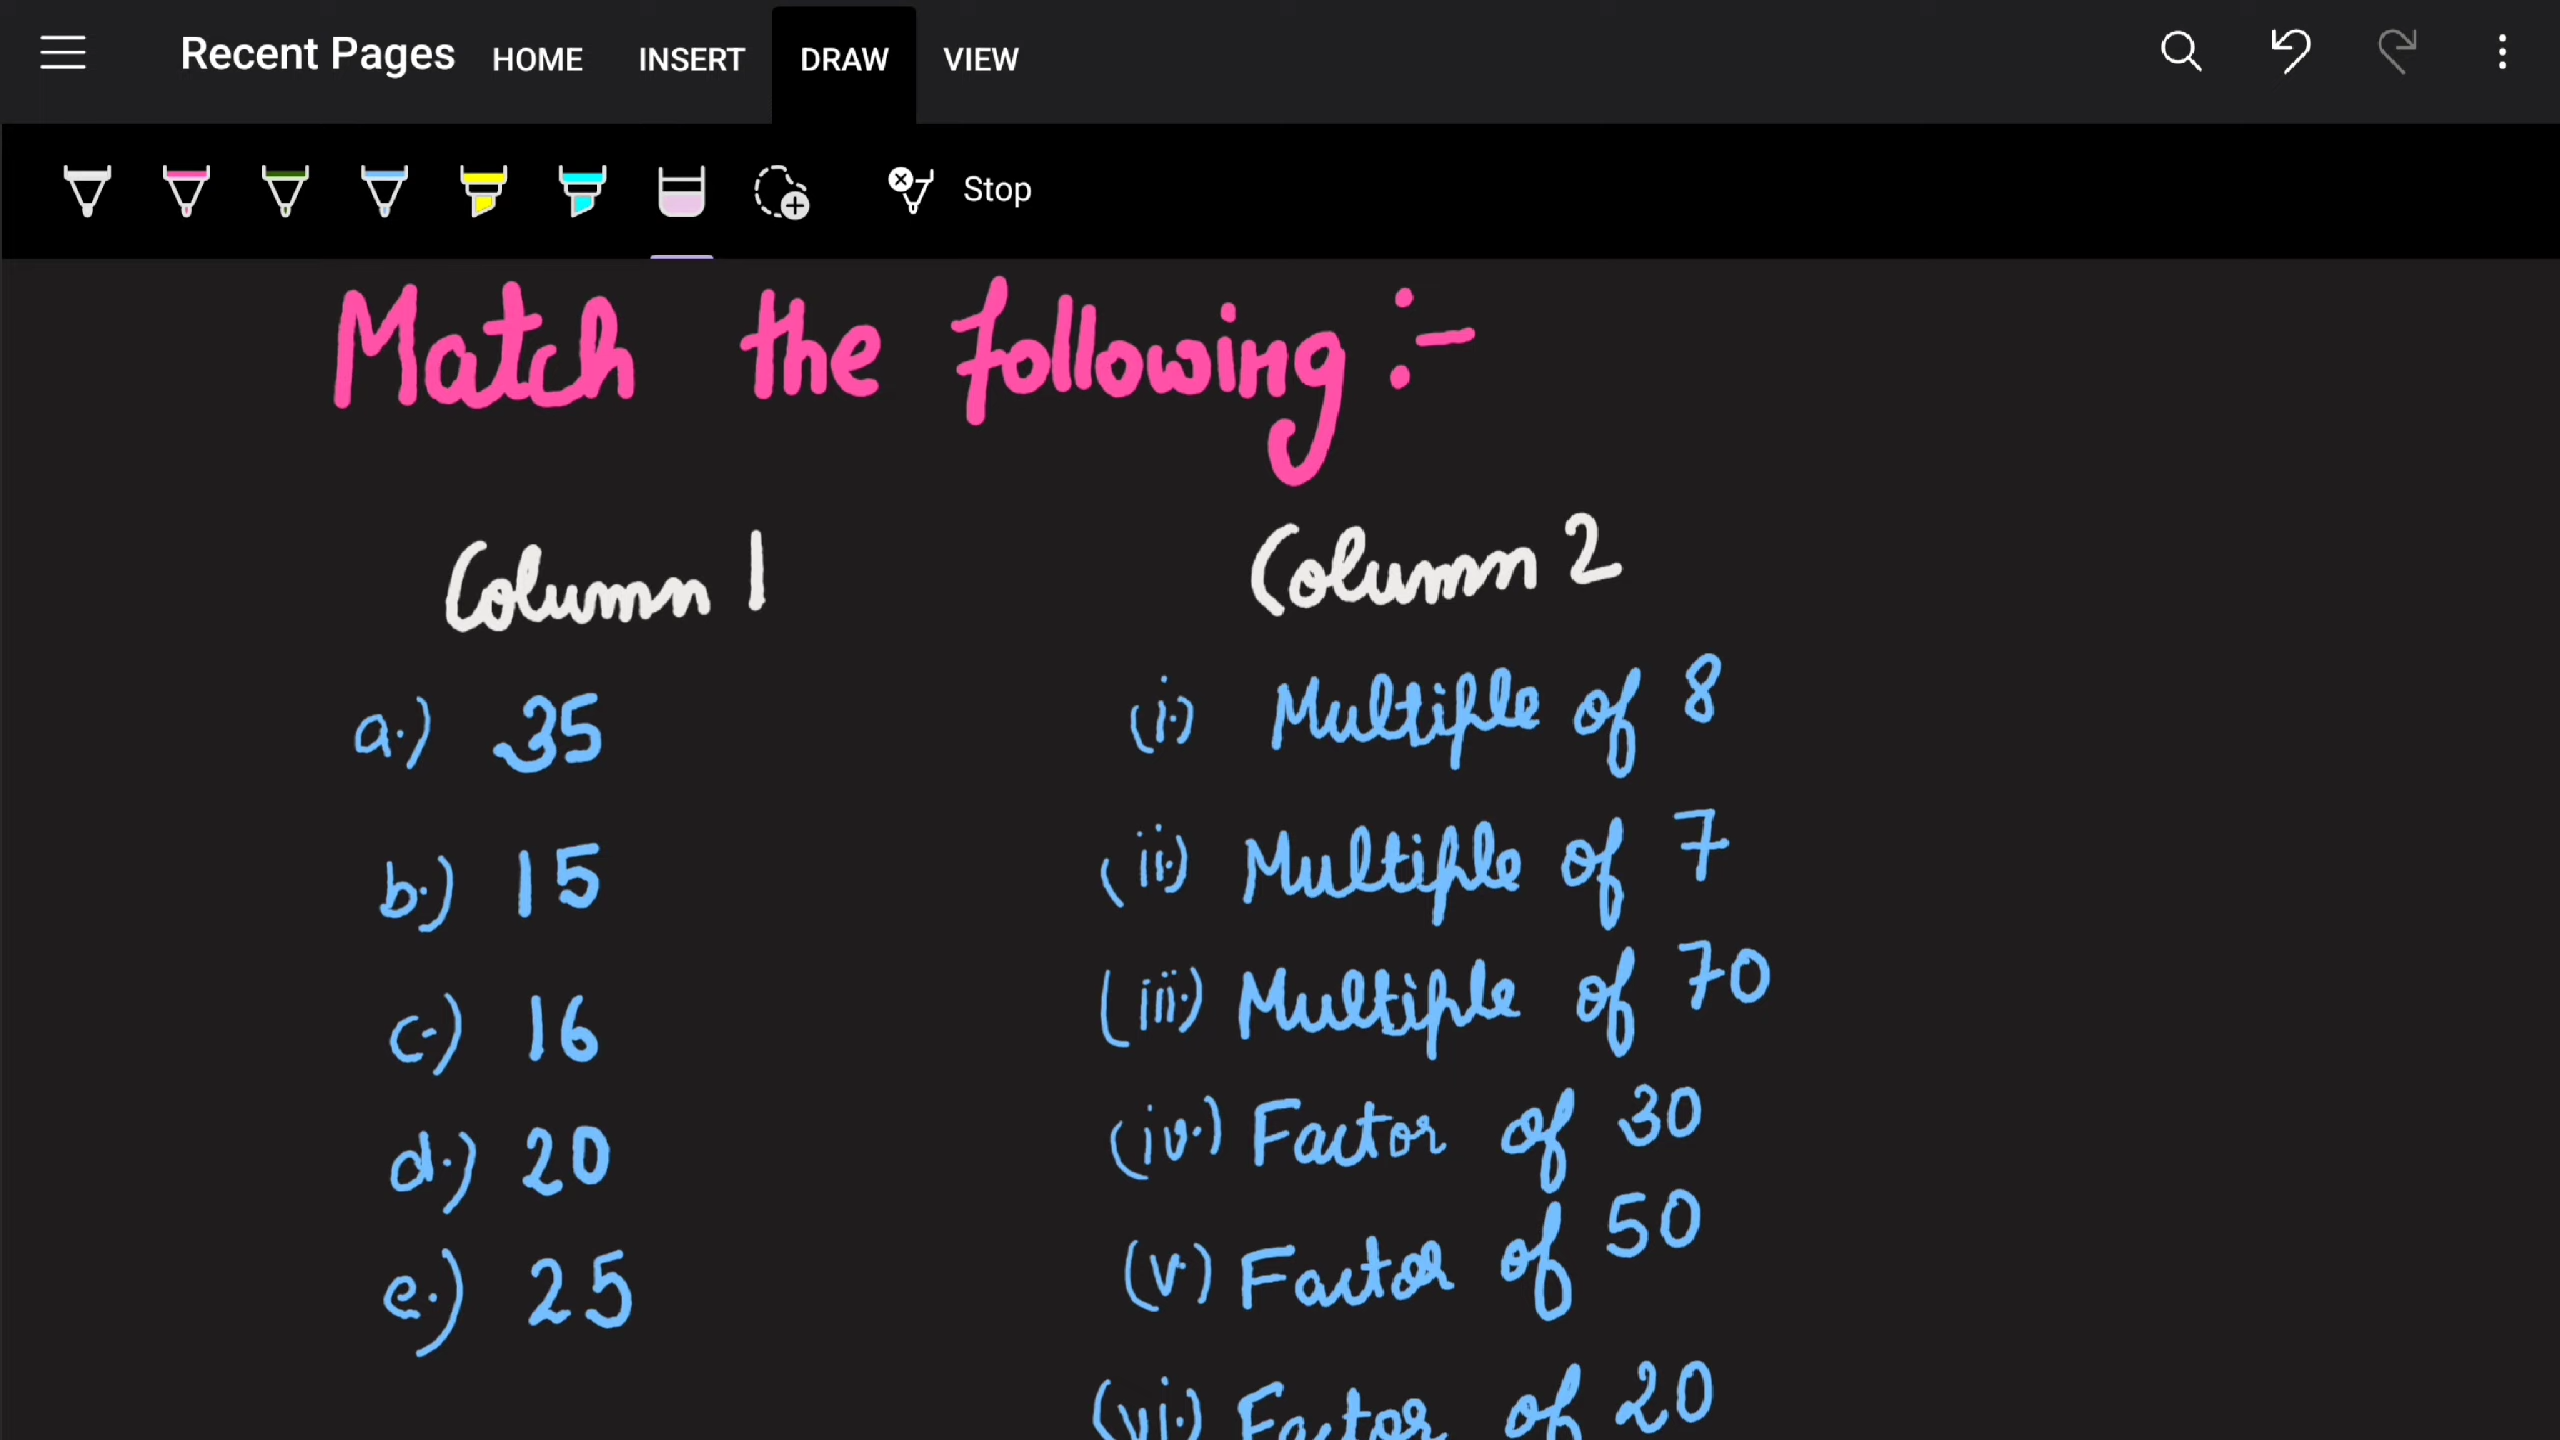 Recent Pages HOME INSERT DRAW VIEW
Stop
Match the following :-
Column 1 Column 2
a.) 35 (i.) Multiple of 8
b.) 15 (ii.) Multiple of 7
c.) 16 (iii.) Multiple of 70
d.) 20 (iv.) Factor of 30
e.) 25 (v.) Factor of 50
(vi.) Factor of 20